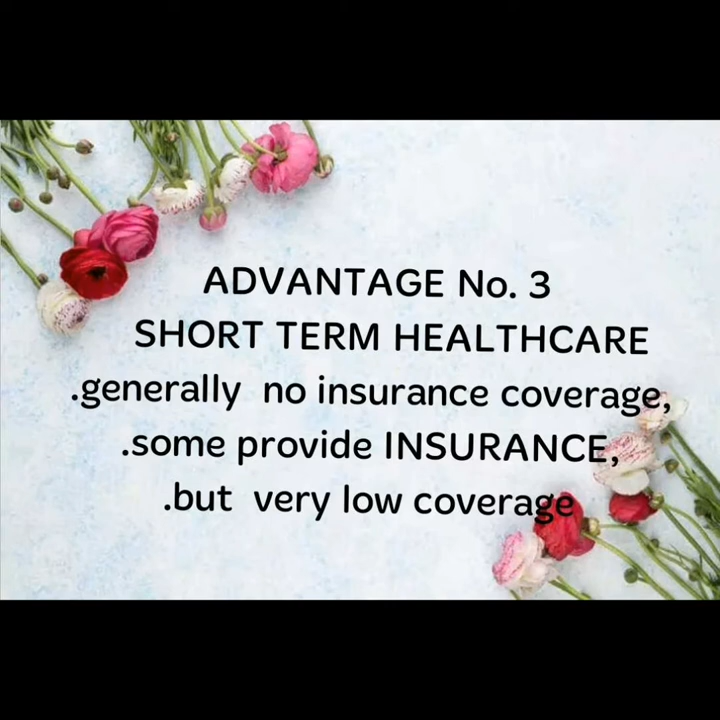 ADVANTAGE No. 3
SHORT TERM HEALTHCARE
.generally no insurance coverage,
.some provide INSURANCE,
.but very low coverage